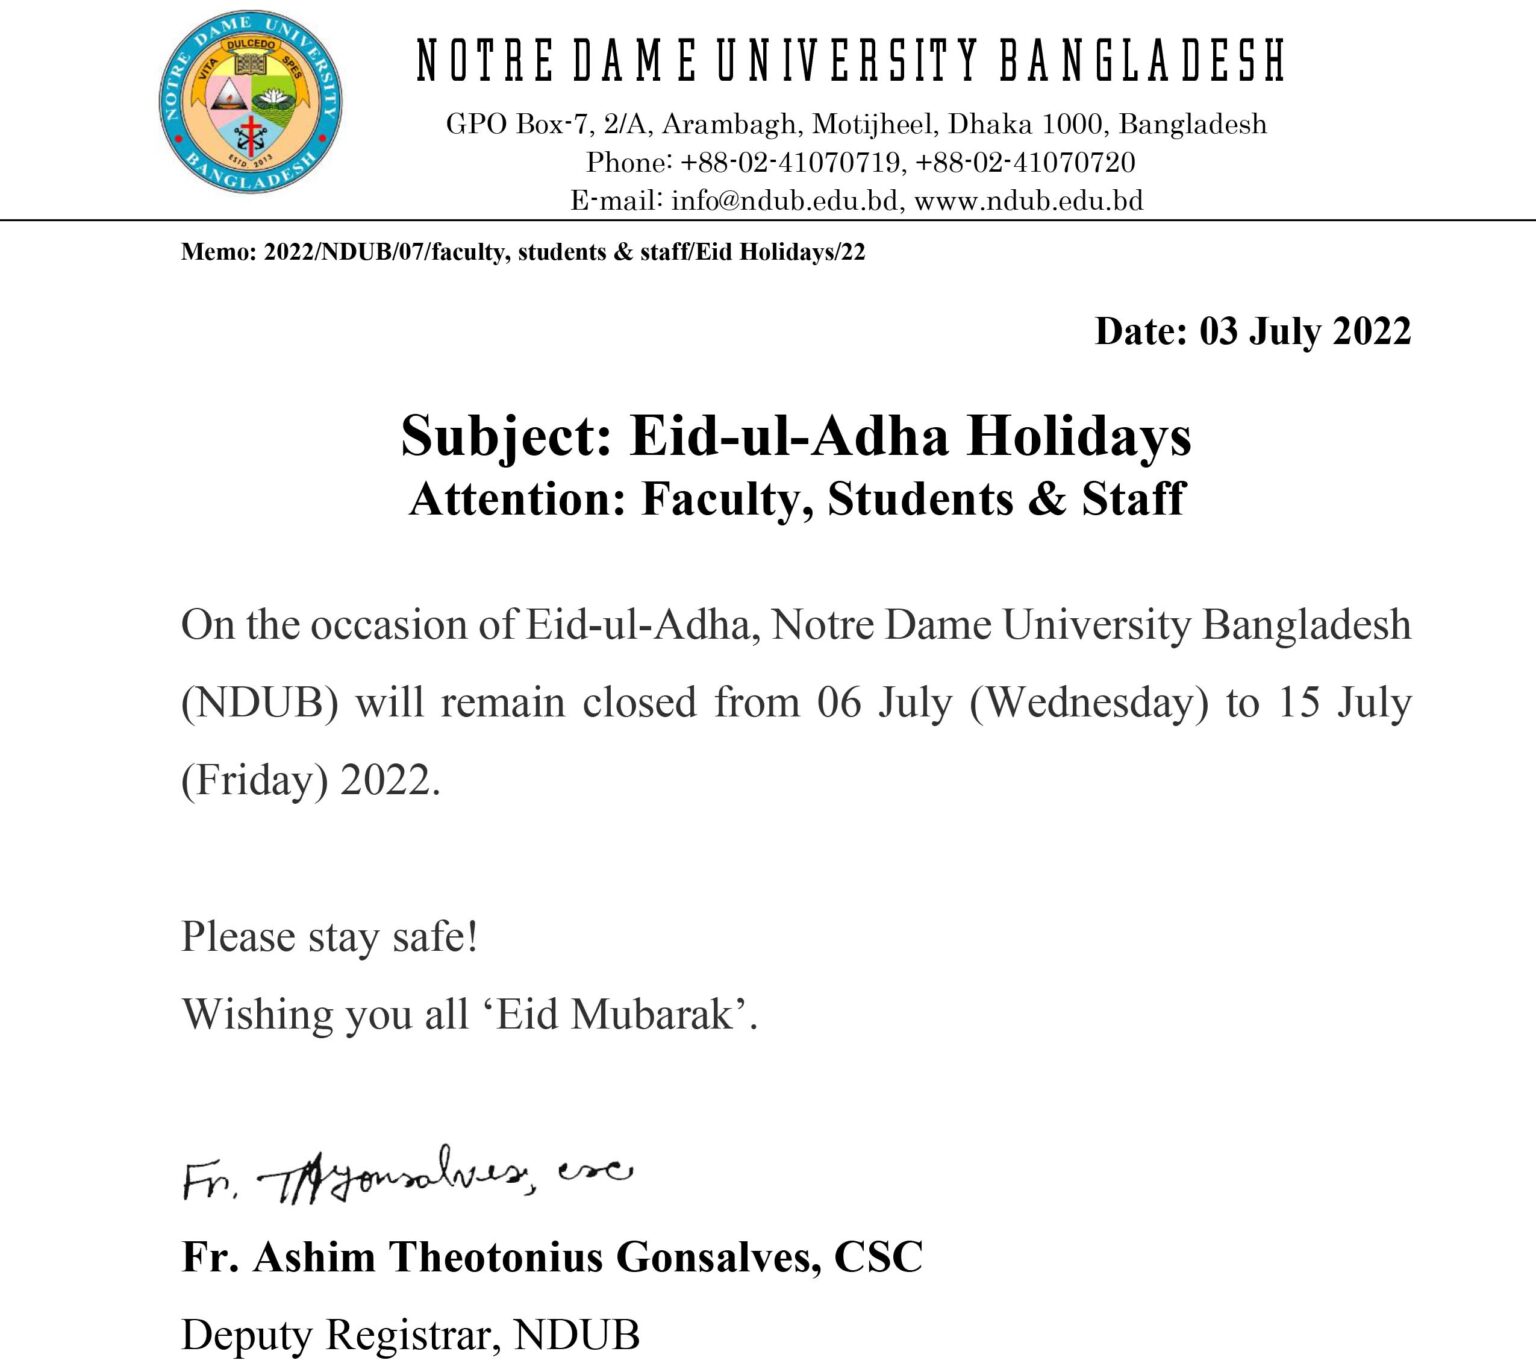 NOTRE DAME UNIVERSITY
DULCEDO
VITA
SPES
ESTD. 2013
BANGLADESH
NOTRE DAME UNIVERSITY BANGLADESH
GPO Box-7, 2/A, Arambagh, Motijheel, Dhaka 1000, Bangladesh
Phone: +88-02-41070719, +88-02-41070720
E-mail: info@ndub.edu.bd, www.ndub.edu.bd
Memo: 2022/NDUB/07/faculty, students & staff/Eid Holidays/22
Date: 03 July 2022
Subject: Eid-ul-Adha Holidays
Attention: Faculty, Students & Staff
On the occasion of Eid-ul-Adha, Notre Dame University Bangladesh
(NDUB) will remain closed from 06 July (Wednesday) to 15 July
(Friday) 2022.
Please stay safe!
Wishing you all ‘Eid Mubarak’.
Fr. TAGonsalves, csc
Fr. Ashim Theotonius Gonsalves, CSC
Deputy Registrar, NDUB